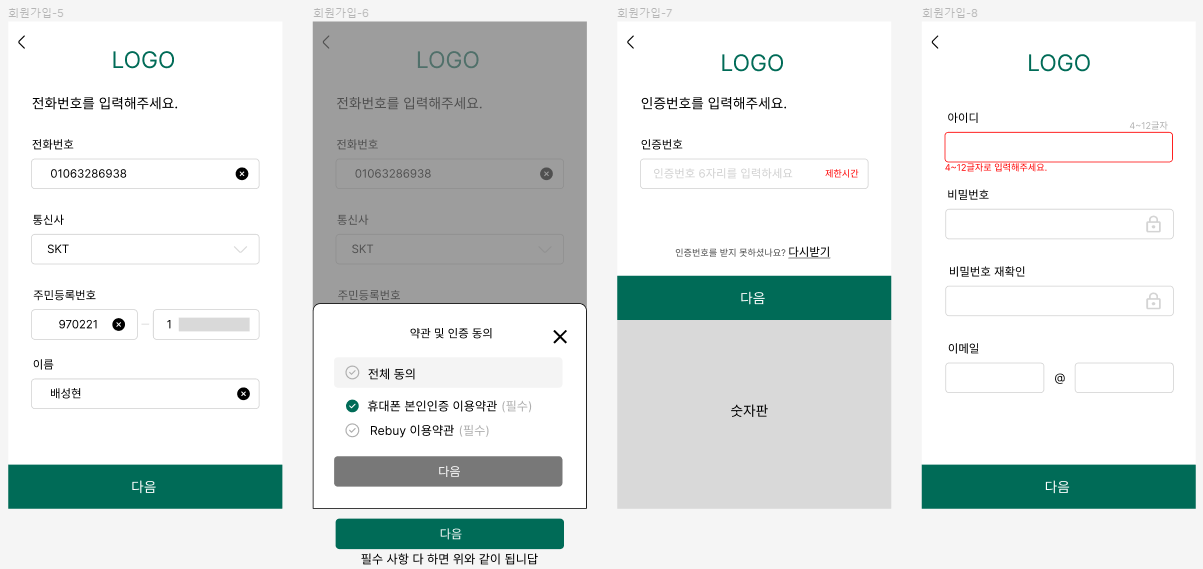 회원가입-5
LOGO
전화번호를 입력해주세요.
전화번호
01063286938
통신사
SKT
주민등록번호
970221
1
이름
배성현
다음
회원가입-6
LOGO
전화번호를 입력해주세요.
전화번호
01063286938
통신사
SKT
주민등록번호
약관 및 인증 동의
전체 동의
휴대폰 본인인증 이용약관 (필수)
Rebuy 이용약관 (필수)
다음
다음
필수 사항 다 하면 위와 같이 됩니답
회원가입-7
LOGO
인증번호를 입력해주세요.
인증번호
인증번호 6자리를 입력하세요 제한시간
인증번호를 받지 못하셨나요? 다시받기
다음
숫자판
회원가입-8
LOGO
아이디
4~12글자
4~12글자로 입력해주세요.
비밀번호
비밀번호 재확인
이메일
@
다음